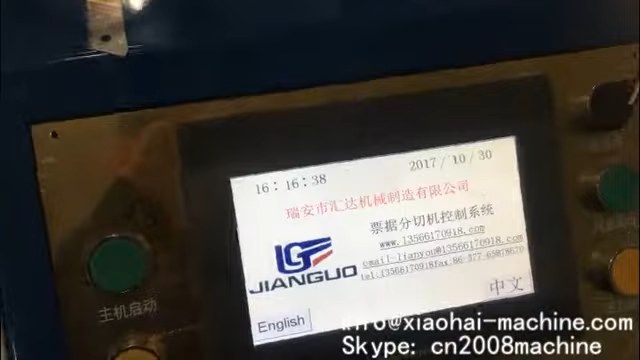 16:16:38
2017/10/30
瑞安市汇达机械制造有限公司
票据分切机控制系统
www.13566170918.com
JIANGUO
English
中文
主机启动
info@xiaohai-machine.com
Skype: cn2008machine